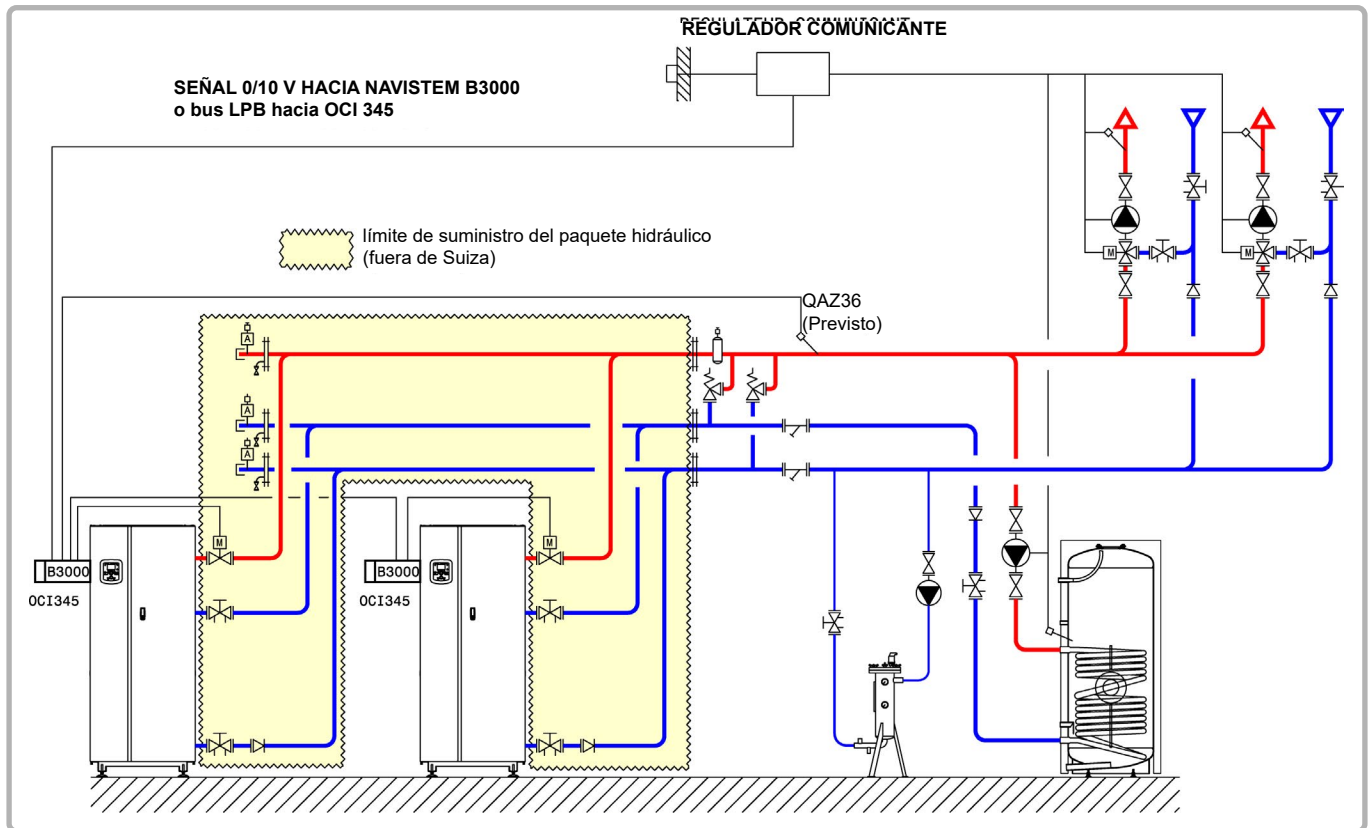 REGULADOR COMUNICANTE
SEÑAL 0/10 V HACIA NAVISTEM B3000
o bus LPB hacia OCI 345
límite de suministro del paquete hidráulico
(fuera de Suiza)
QAZ36
(Previsto)
A
A
A
M
M
M
M
B3000
OCI345
B3000
OCI345